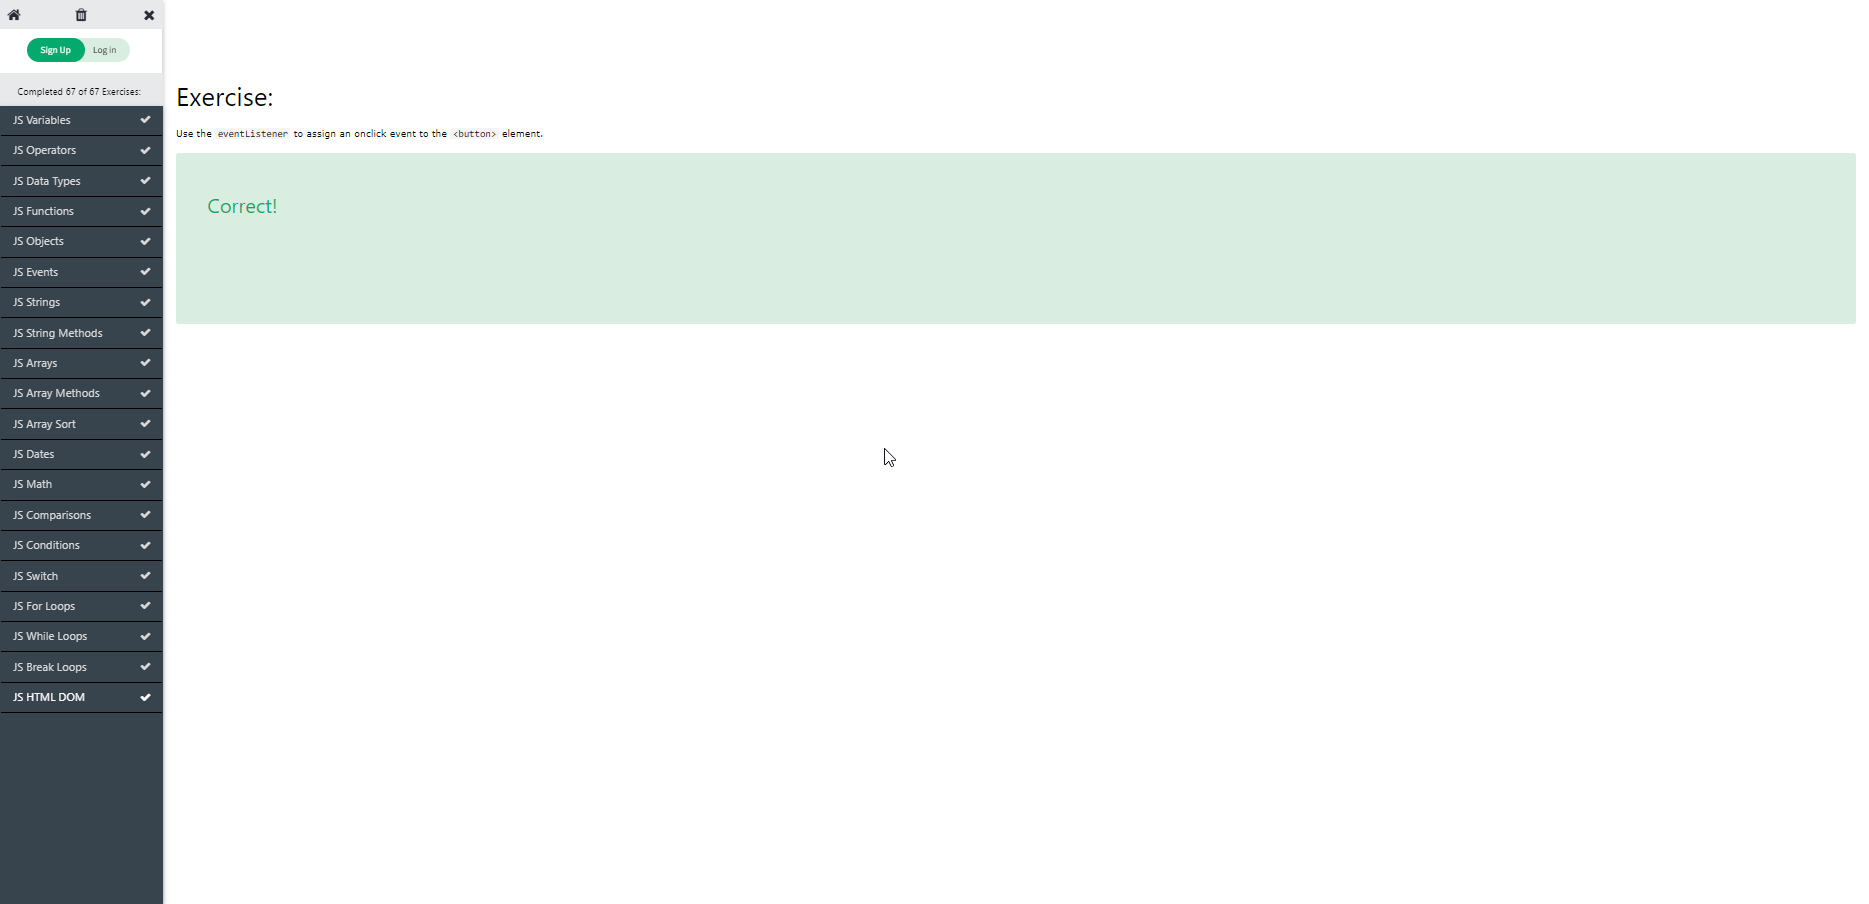 Sign Up Log in
Completed 67 of 67 Exercises:
JS Variables
JS Operators
JS Data Types
JS Functions
JS Objects
JS Events
JS Strings
JS String Methods
JS Arrays
JS Array Methods
JS Array Sort
JS Dates
JS Math
JS Comparisons
JS Conditions
JS Switch
JS For Loops
JS While Loops
JS Break Loops
JS HTML DOM
Exercise:
Use the eventListener to assign an onclick event to the <button> element.
Correct!